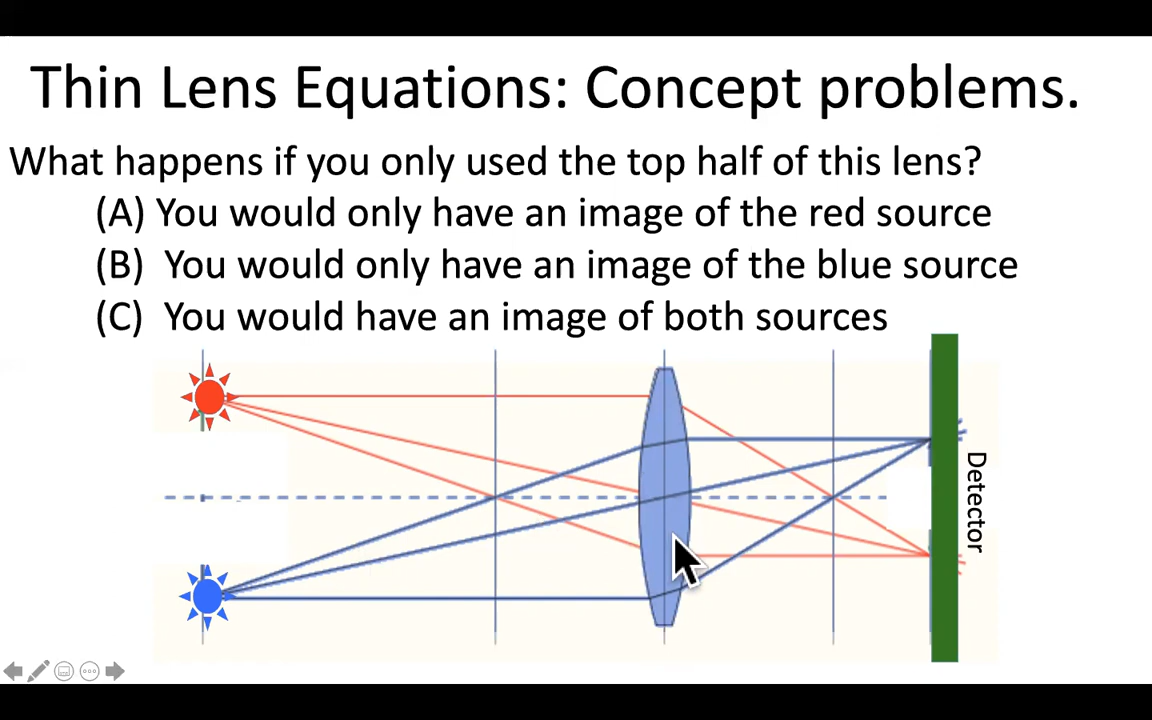 Thin Lens Equations: Concept problems.
What happens if you only used the top half of this lens?
(A) You would only have an image of the red source
(B) You would only have an image of the blue source
(C) You would have an image of both sources
Detector